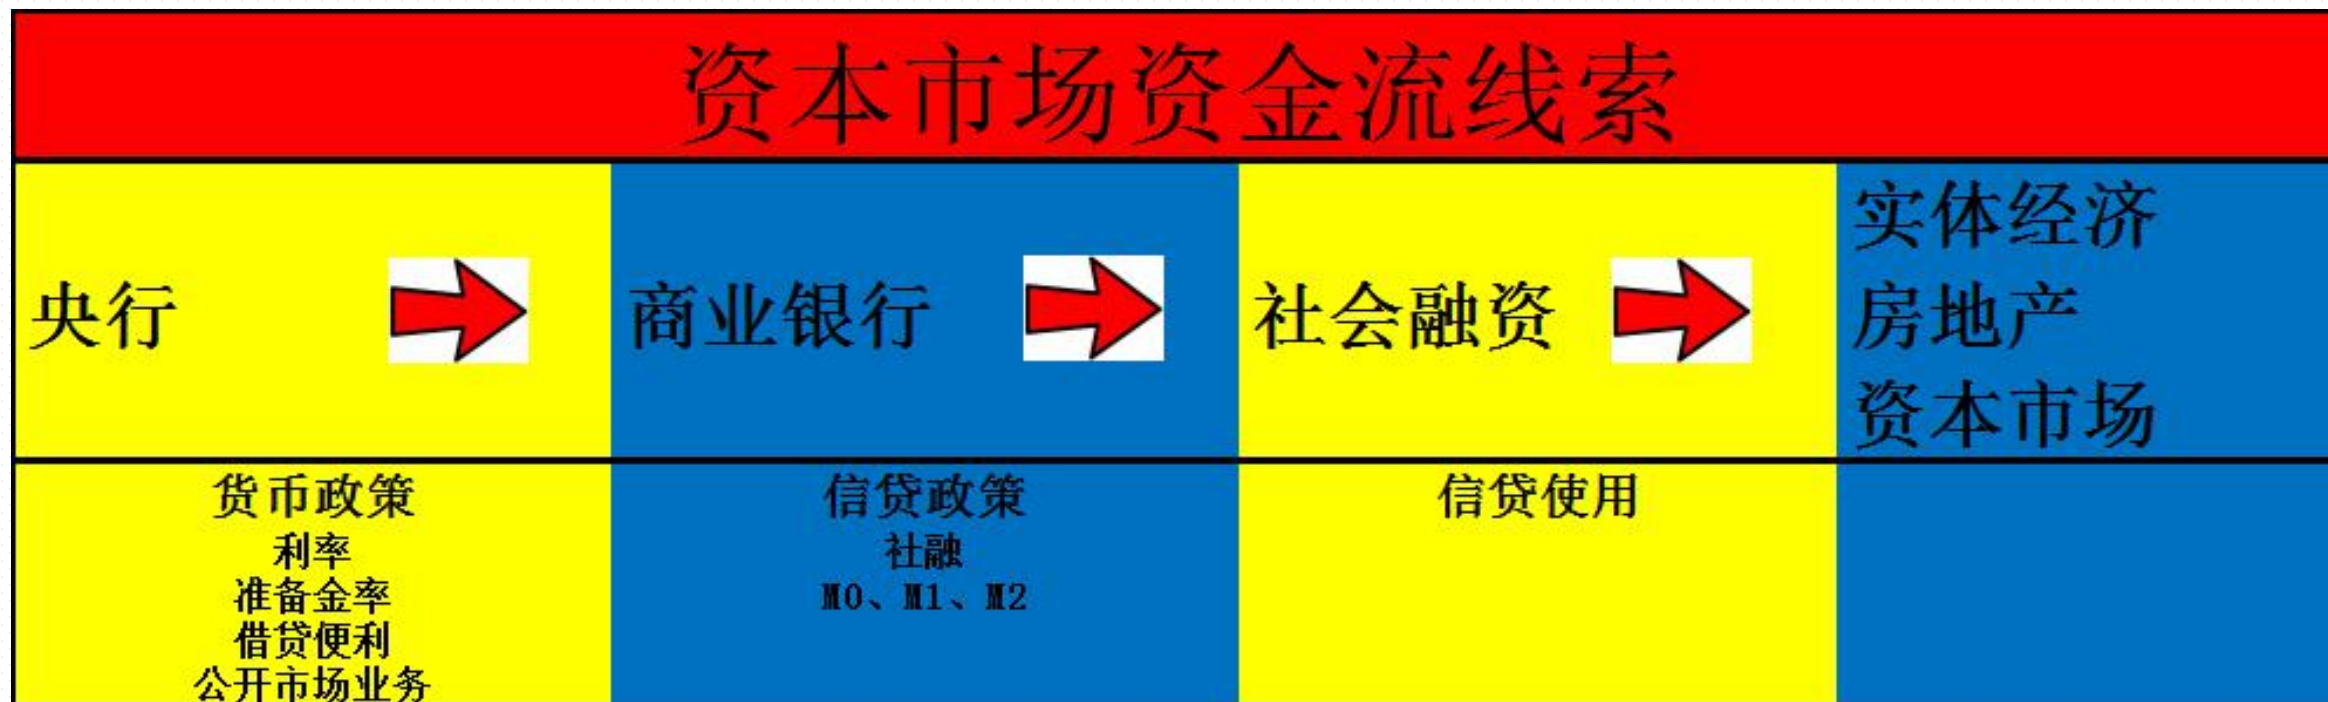 资本市场资金流线索
央行
商业银行
社会融资
实体经济
房地产
资本市场
货币政策
利率
准备金率
借贷便利
公开市场业务
信贷政策
社融
M0、M1、M2
信贷使用